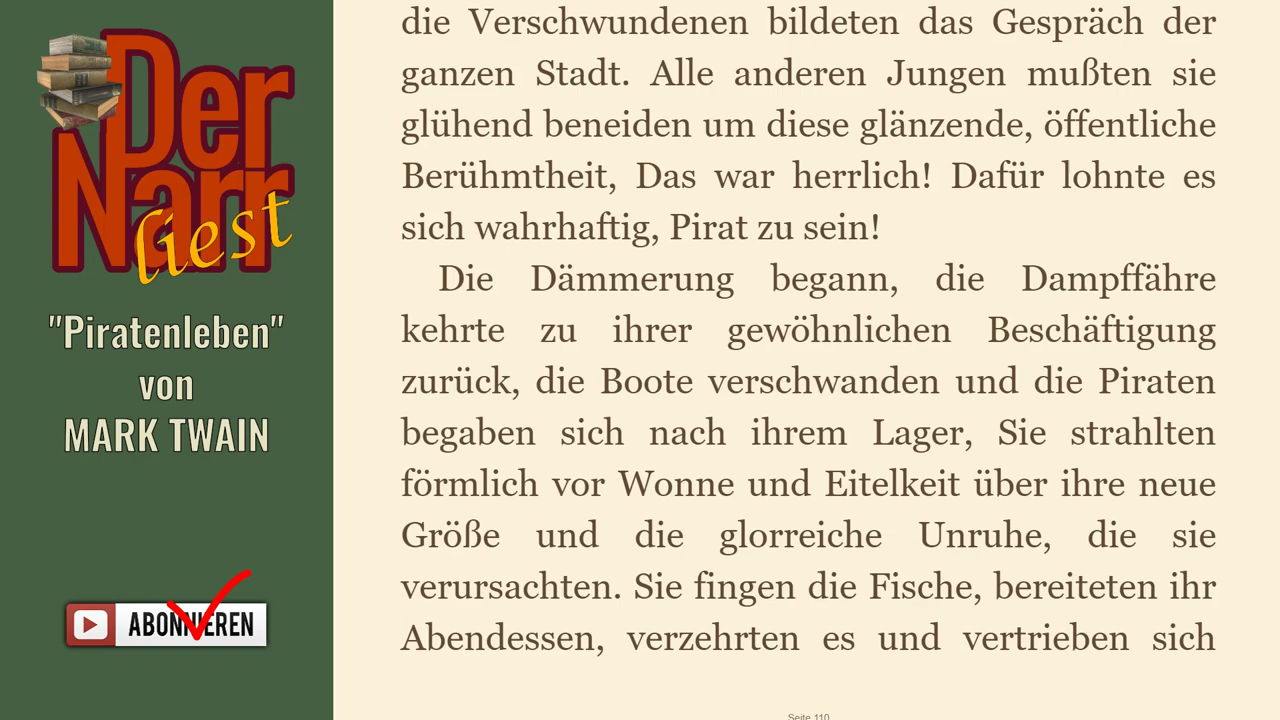 Der
Narr
liest
"Piratenleben"
von
MARK TWAIN
ABONNIEREN
die Verschwundenen bildeten das Gespräch der
ganzen Stadt. Alle anderen Jungen mußten sie
glühend beneiden um diese glänzende, öffentliche
Berühmtheit, Das war herrlich! Dafür lohnte es
sich wahrhaftig, Pirat zu sein!
Die Dämmerung begann, die Dampffähre
kehrte zu ihrer gewöhnlichen Beschäftigung
zurück, die Boote verschwanden und die Piraten
begaben sich nach ihrem Lager, Sie strahlten
förmlich vor Wonne und Eitelkeit über ihre neue
Größe und die glorreiche Unruhe, die sie
verursachten. Sie fingen die Fische, bereiteten ihr
Abendessen, verzehrten es und vertrieben sich
Seite 110